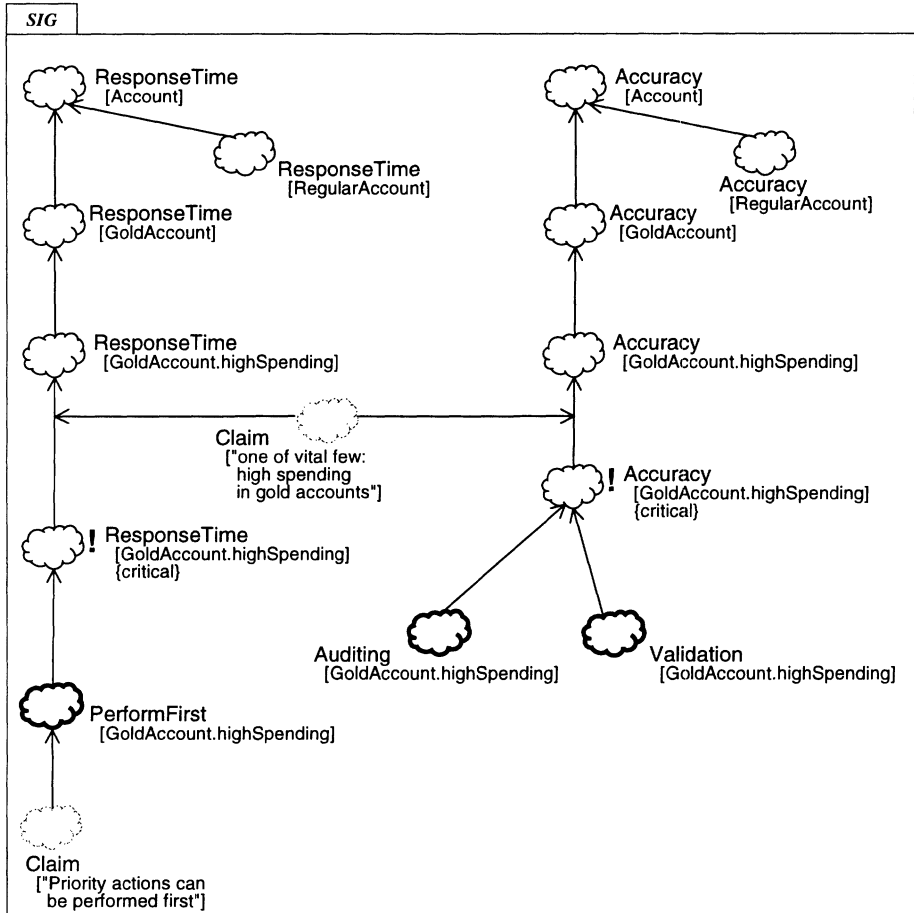 SIG
ResponseTime
[Account]
ResponseTime
[RegularAccount]
ResponseTime
[GoldAccount]
ResponseTime
[GoldAccount.highSpending]
Accuracy
[Account]
Accuracy
[RegularAccount]
Accuracy
[GoldAccount]
Accuracy
[GoldAccount.highSpending]
Claim
["one of vital few:
high spending
in gold accounts"]
! Accuracy
[GoldAccount.highSpending]
{critical}
! ResponseTime
[GoldAccount.highSpending]
{critical}
Auditing
[GoldAccount.highSpending]
Validation
[GoldAccount.highSpending]
PerformFirst
[GoldAccount.highSpending]
Claim
["Priority actions can
be performed first"]